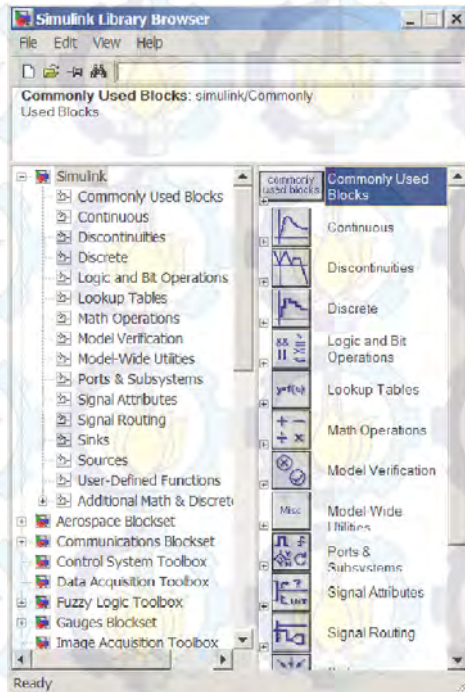 Simulink Library Browser
File Edit View Help
Commonly Used Blocks: simulink/Commonly
Used Blocks
Simulink
Commonly Used Blocks
Continuous
Discontinuities
Discrete
Logic and Bit Operations
Lookup Tables
Math Operations
Model Verification
Model-Wide Utilities
Ports & Subsystems
Signal Attributes
Signal Routing
Sinks
Sources
User-Defined Functions
Additional Math & Discrete
Aerospace Blockset
Communications Blockset
Control System Toolbox
Data Acquisition Toolbox
Fuzzy Logic Toolbox
Gauges Blockset
Image Acquisition Toolbox
commonly
used blocks
Commonly Used
Blocks
Continuous
Discontinuities
Discrete
Logic and Bit
Operations
y=f(u)
Lookup Tables
+ −
+ ×
Math Operations
Model Verification
Misc
Model-Wide
Utilities
Ports &
Subsystems
Signal Attributes
Signal Routing
Ready